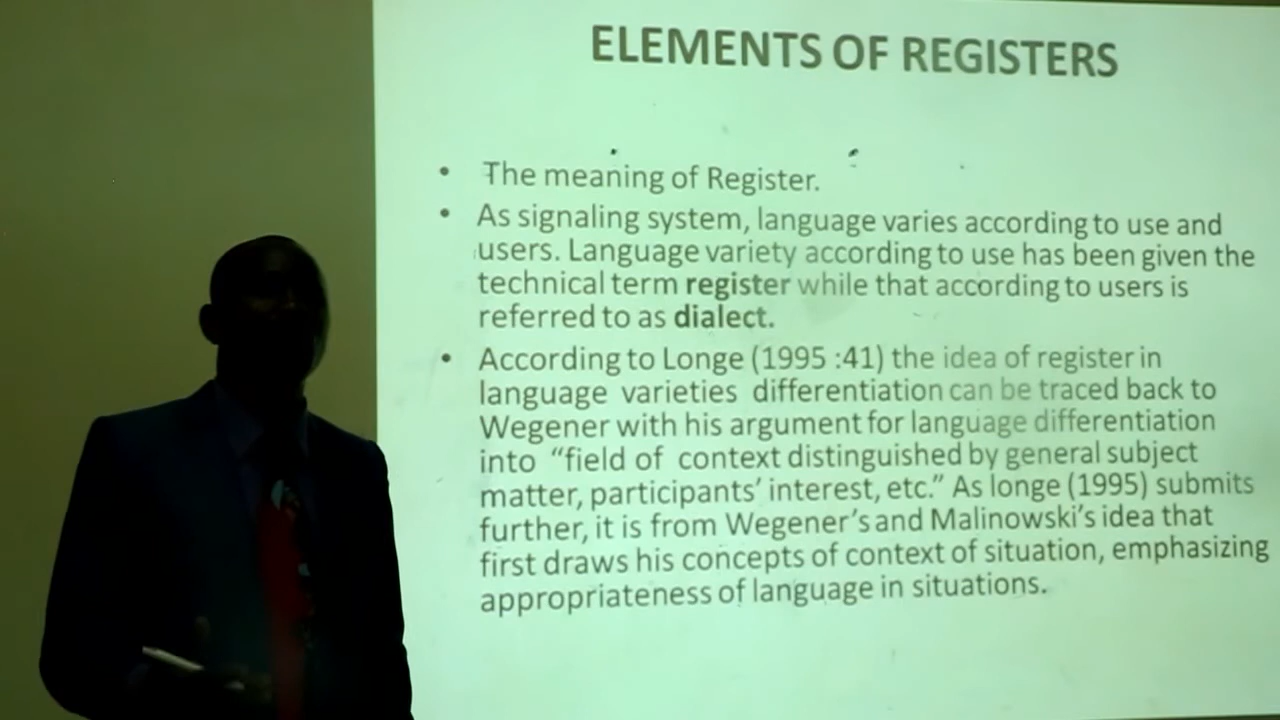 ELEMENTS OF REGISTERS
• The meaning of Register.
• As signaling system, language varies according to use and
users. Language variety according to use has been given the
technical term register while that according to users is
referred to as dialect.
• According to Longe (1995 :41) the idea of register in
language varieties differentiation can be traced back to
Wegener with his argument for language differentiation
into “field of context distinguished by general subject
matter, participants’ interest, etc.” As longe (1995) submits
further, it is from Wegener’s and Malinowski’s idea that
first draws his concepts of context of situation, emphasizing
appropriateness of language in situations.